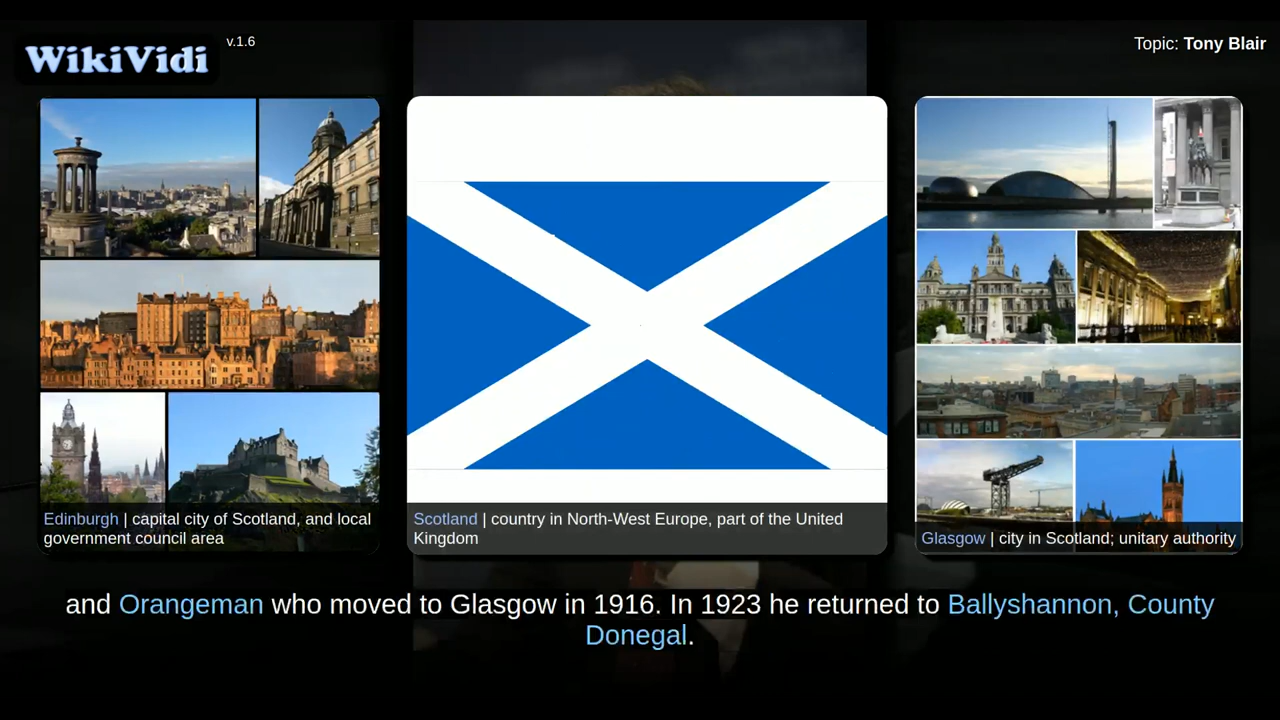 WikiVidi
v.1.6
Topic: Tony Blair
Edinburgh | capital city of Scotland, and local
government council area
Scotland | country in North-West Europe, part of the United
Kingdom
Glasgow | city in Scotland; unitary authority
and Orangeman who moved to Glasgow in 1916. In 1923 he returned to Ballyshannon, County
Donegal.